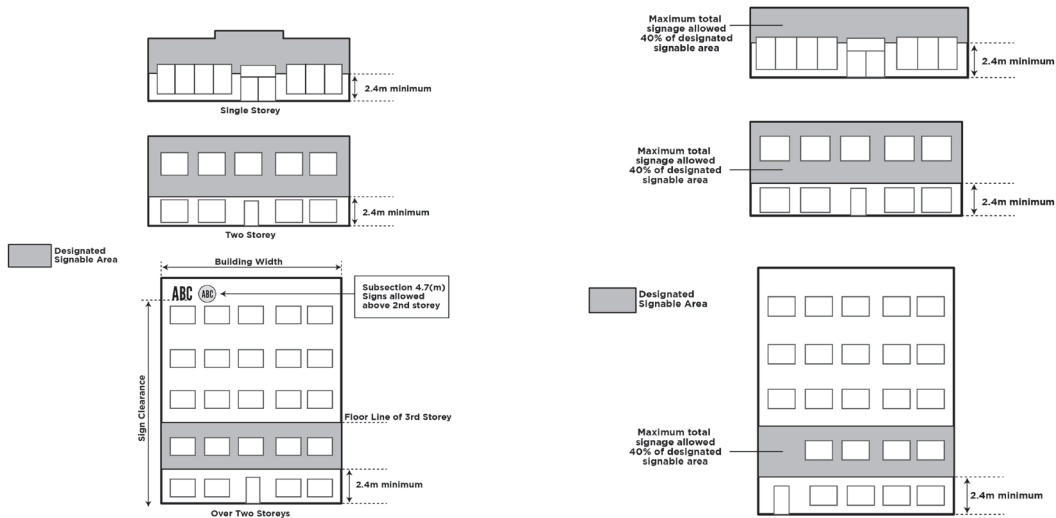 2.4m minimum
Single Storey
2.4m minimum
Two Storey
Designated
Signable Area
Building Width
ABC
ABC
Subsection 4.7(m)
Signs allowed
above 2nd storey
Sign Clearance
Floor Line of 3rd Storey
2.4m minimum
Over Two Storeys
Maximum total
signage allowed
40% of designated
signable area
2.4m minimum
Maximum total
signage allowed
40% of designated
signable area
2.4m minimum
Designated
Signable Area
Maximum total
signage allowed
40% of designated
signable area
2.4m minimum